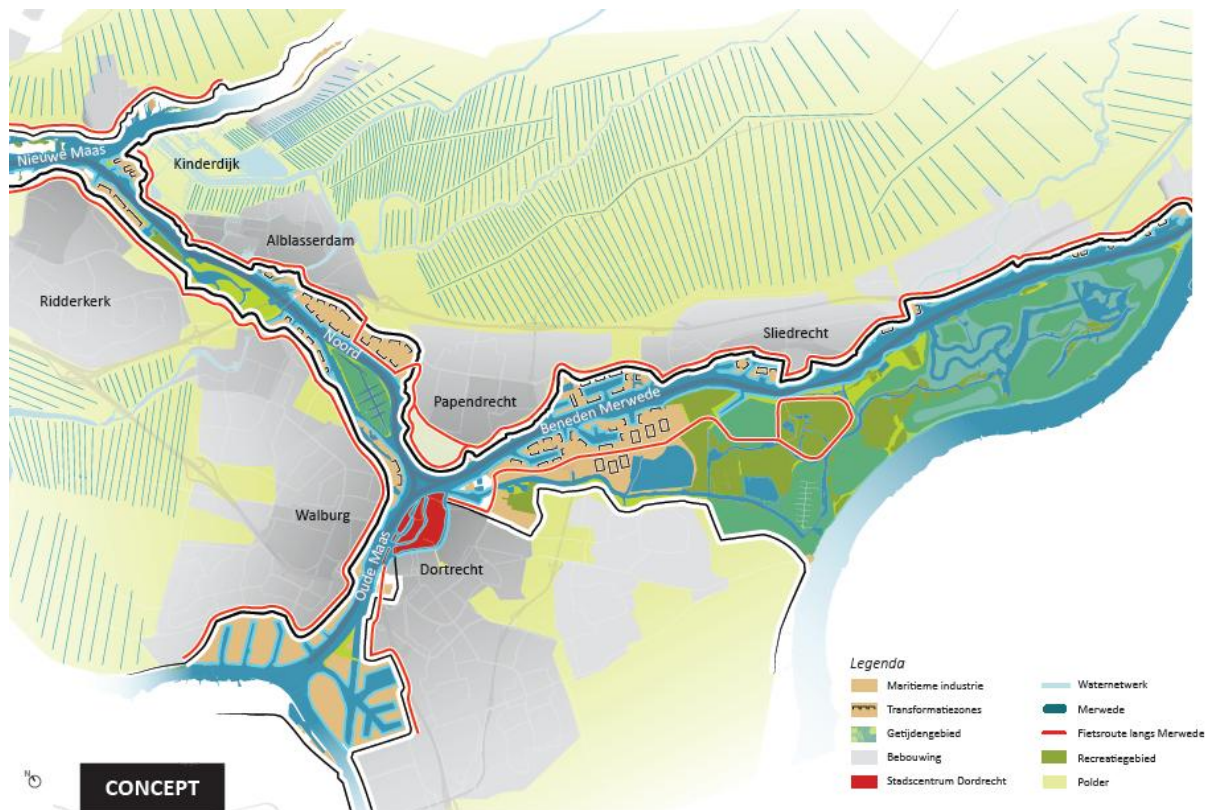 Nieuwe Maas
Kinderdijk
Alblasserdam
Ridderkerk
Noord
Sliedrecht
Papendrecht
Beneden Merwede
Walburg
Oude Maas
Dortrecht
Legenda
Maritieme industrie
Transformatiezones
Getijdengebied
Bebouwing
Stadscentrum Dordrecht
Waternetwerk
Merwede
Fietsroute langs Merwede
Recreatiegebied
Polder
N
CONCEPT